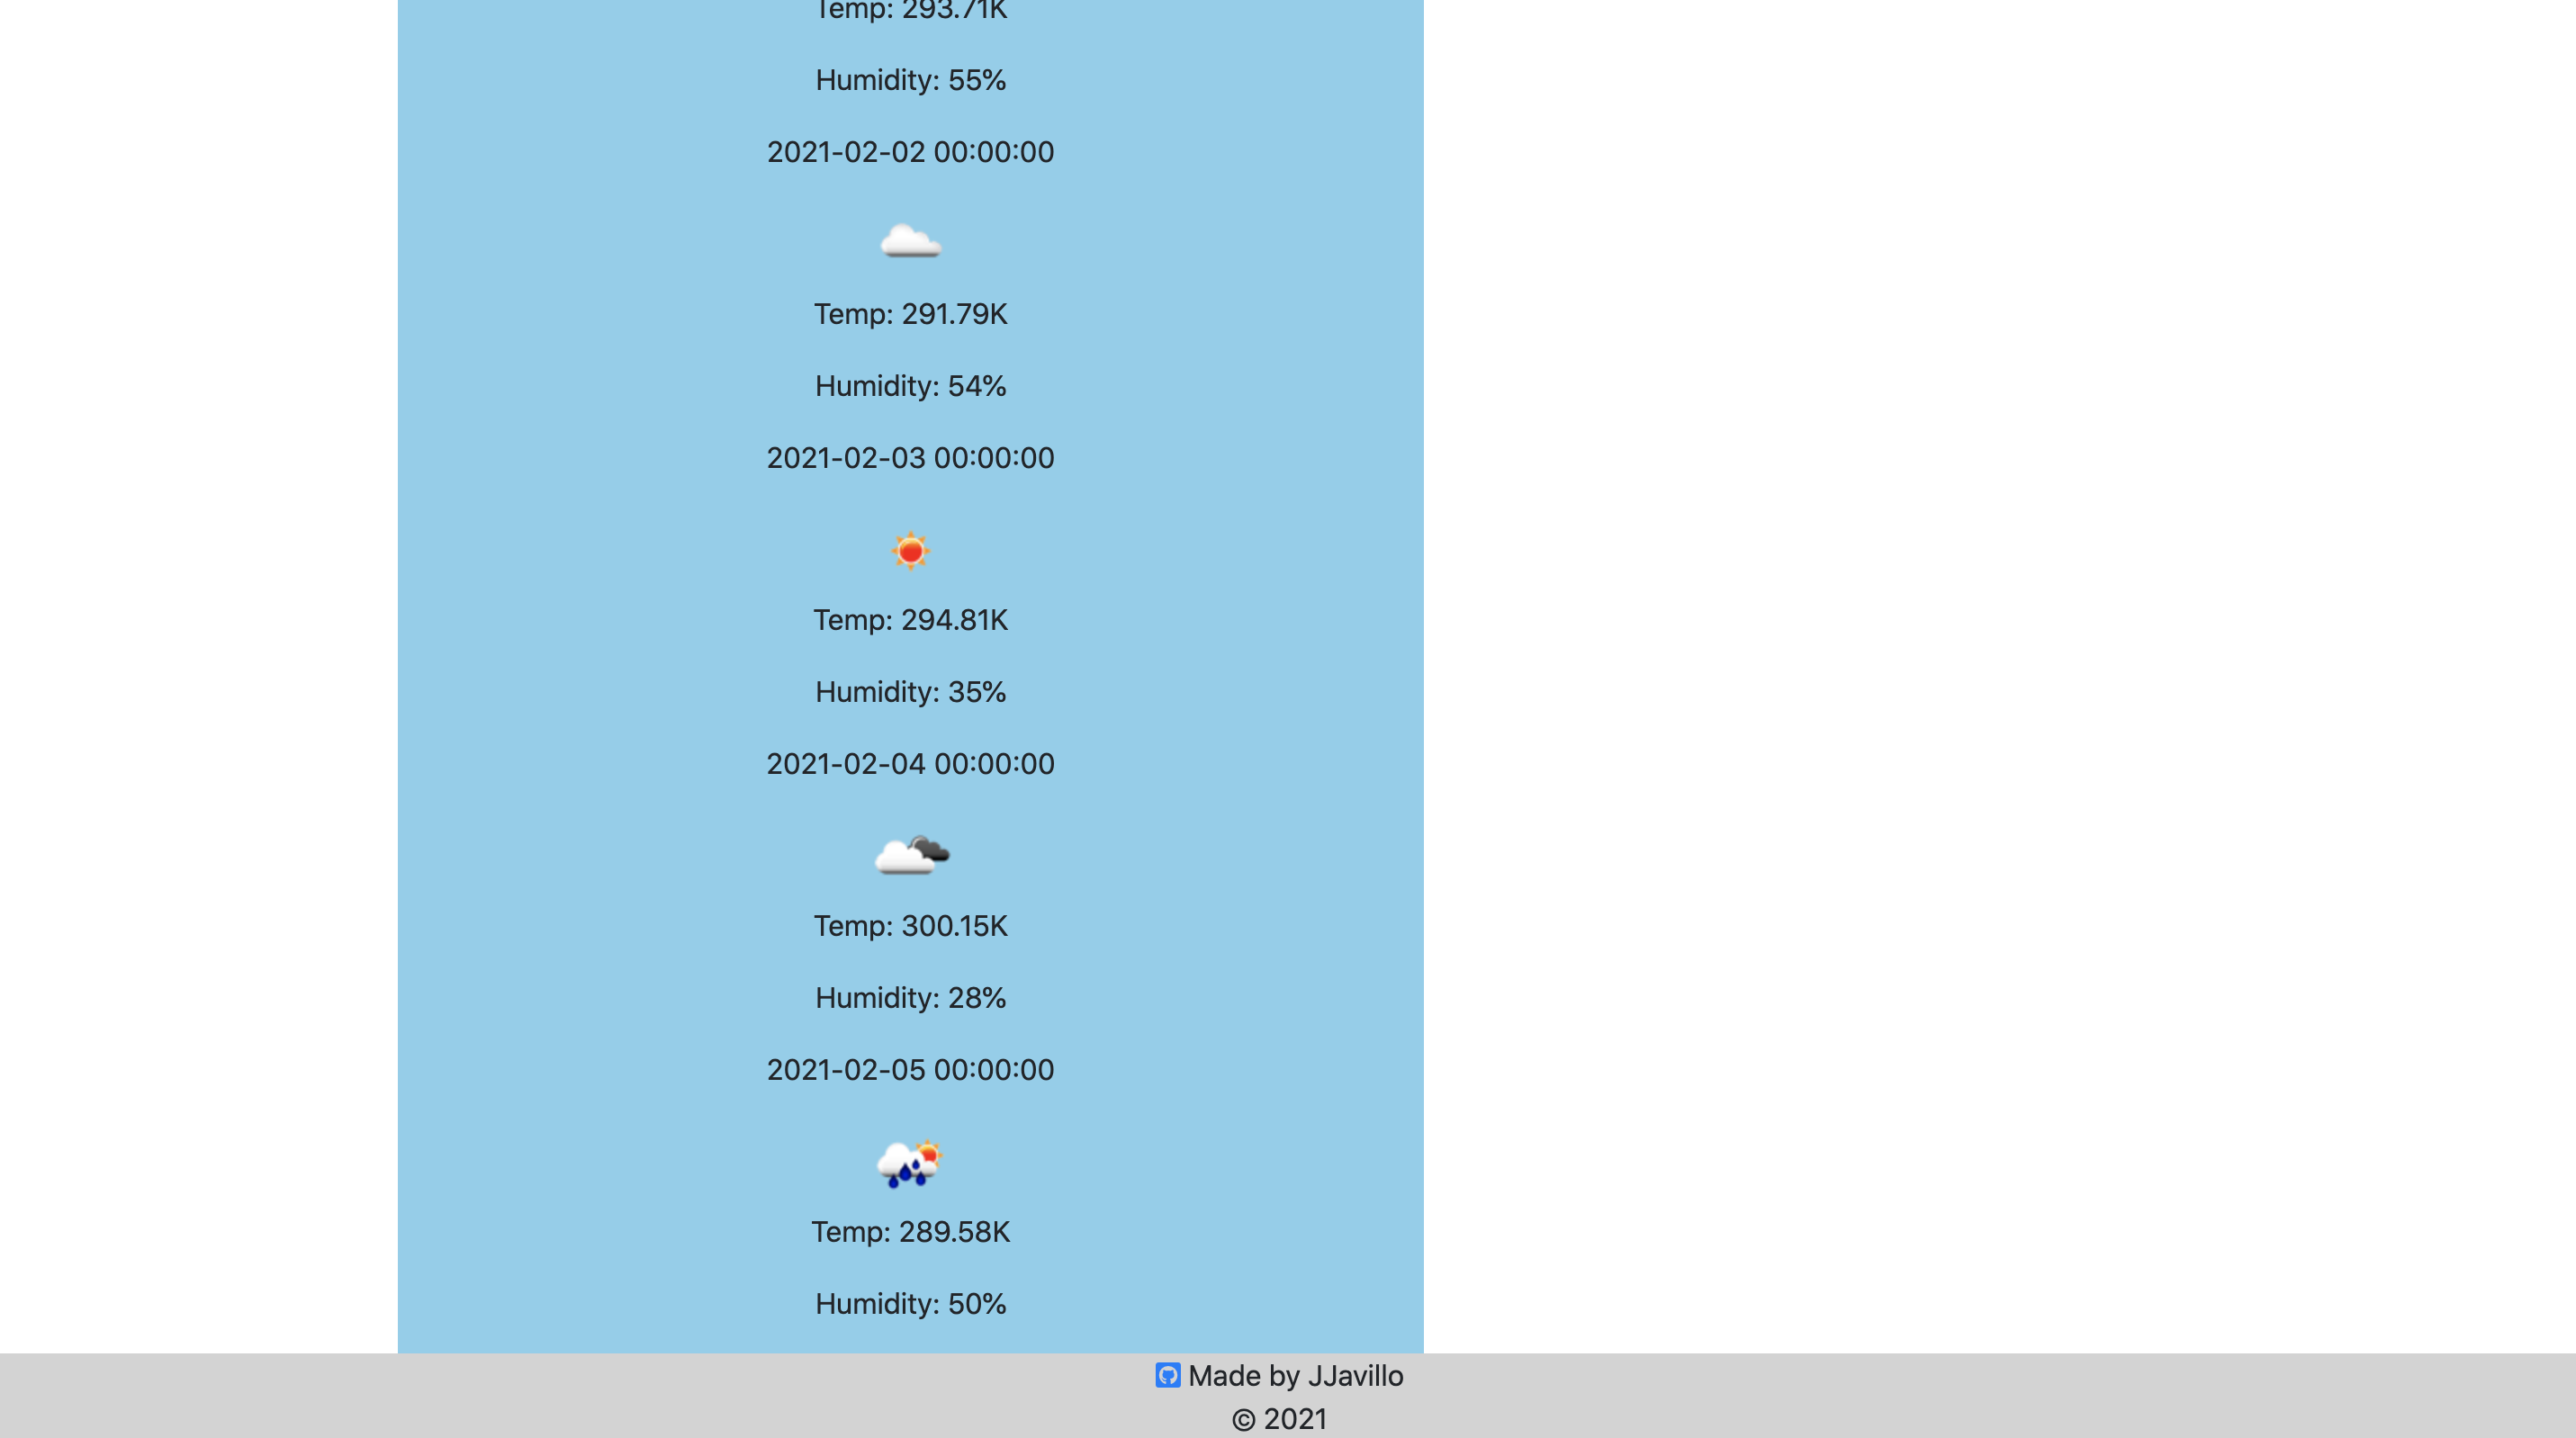 Temp: 293.71K
Humidity: 55%
2021-02-02 00:00:00
Temp: 291.79K
Humidity: 54%
2021-02-03 00:00:00
Temp: 294.81K
Humidity: 35%
2021-02-04 00:00:00
Temp: 300.15K
Humidity: 28%
2021-02-05 00:00:00
Temp: 289.58K
Humidity: 50%
Made by JJavillo
© 2021